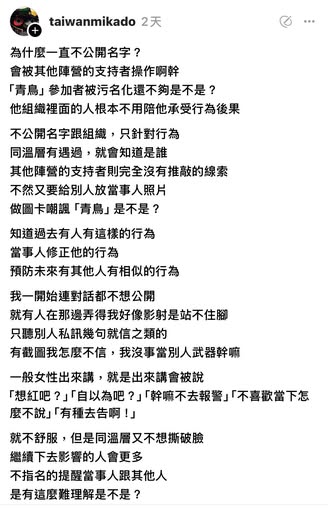 taiwanmikado 2天
為什麼一直不公開名字?
會被其他陣營的支持者操作啊幹
「青鳥」參加者被污名化還不夠是不是?
他組織裡面的人根本不用陪他承受行為後果
不公開名字跟組織,只針對行為
同溫層有遇過,就會知道是誰
其他陣營的支持者則完全沒有推敲的線索
不然又要給別人放當事人照片
做圖卡嘲諷「青鳥」是不是?
知道過去有人有這樣的行為
當事人修正他的行為
預防未來有其他人有相似的行為
我一開始連對話都不想公開
就有人在那邊弄得我好像影射是站不住腳
只聽別人私訊幾句就信之類的
有截圖我怎麼不信,我沒事當別人武器幹嘛
一般女性出來講,就是出來講會被說
「想紅吧?」「自以為吧?」「幹嘛不去報警」「不喜歡當下怎
麼不說」「有種去告啊!」
就不舒服,但是同溫層又不想撕破臉
繼續下去影響的人會更多
不指名的提醒當事人跟其他人
是有這麼難理解是不是?